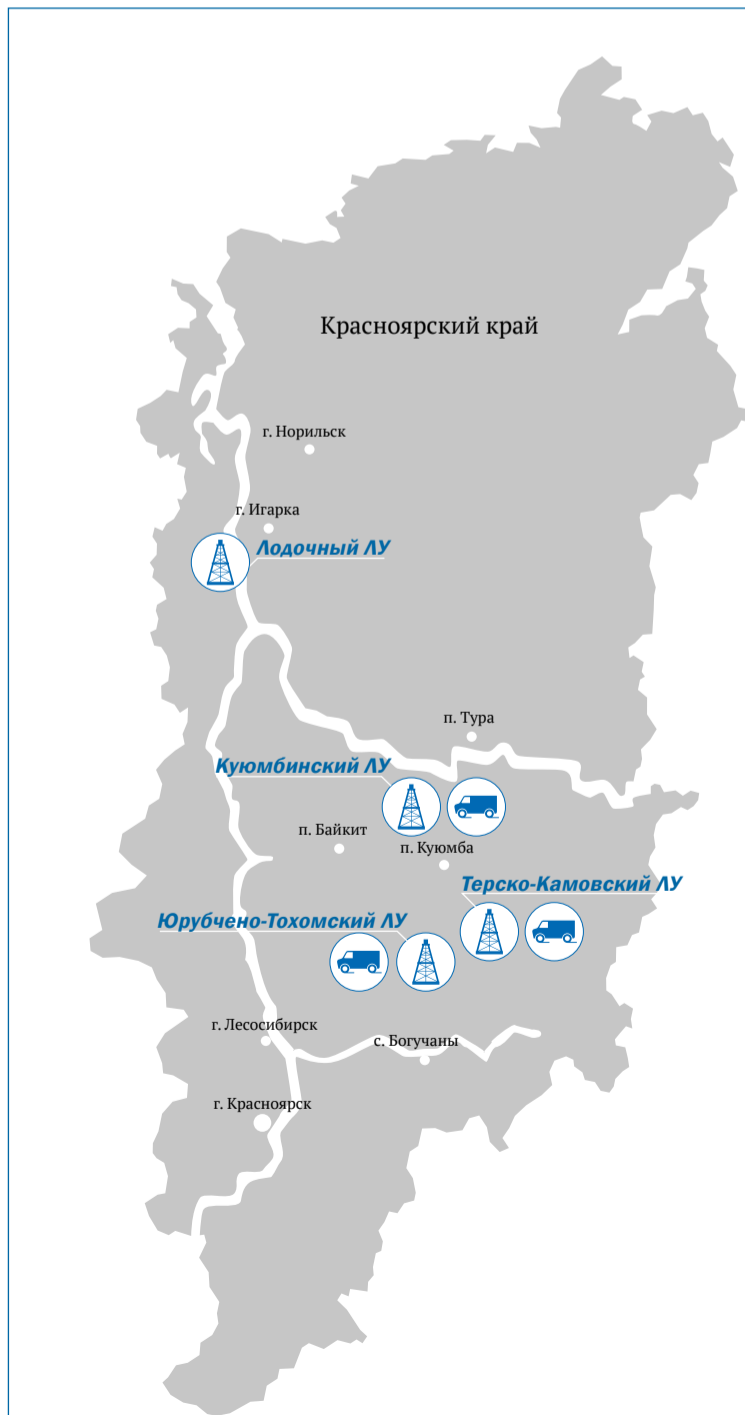 Красноярский край
г. Норильск
г. Игарка
Лодочный ЛУ
п. Тура
Куюмбинский ЛУ
п. Байкит
п. Куюмба
Терско-Камовский ЛУ
Юрубчено-Тохомский ЛУ
г. Лесосибирск
с. Богучаны
г. Красноярск